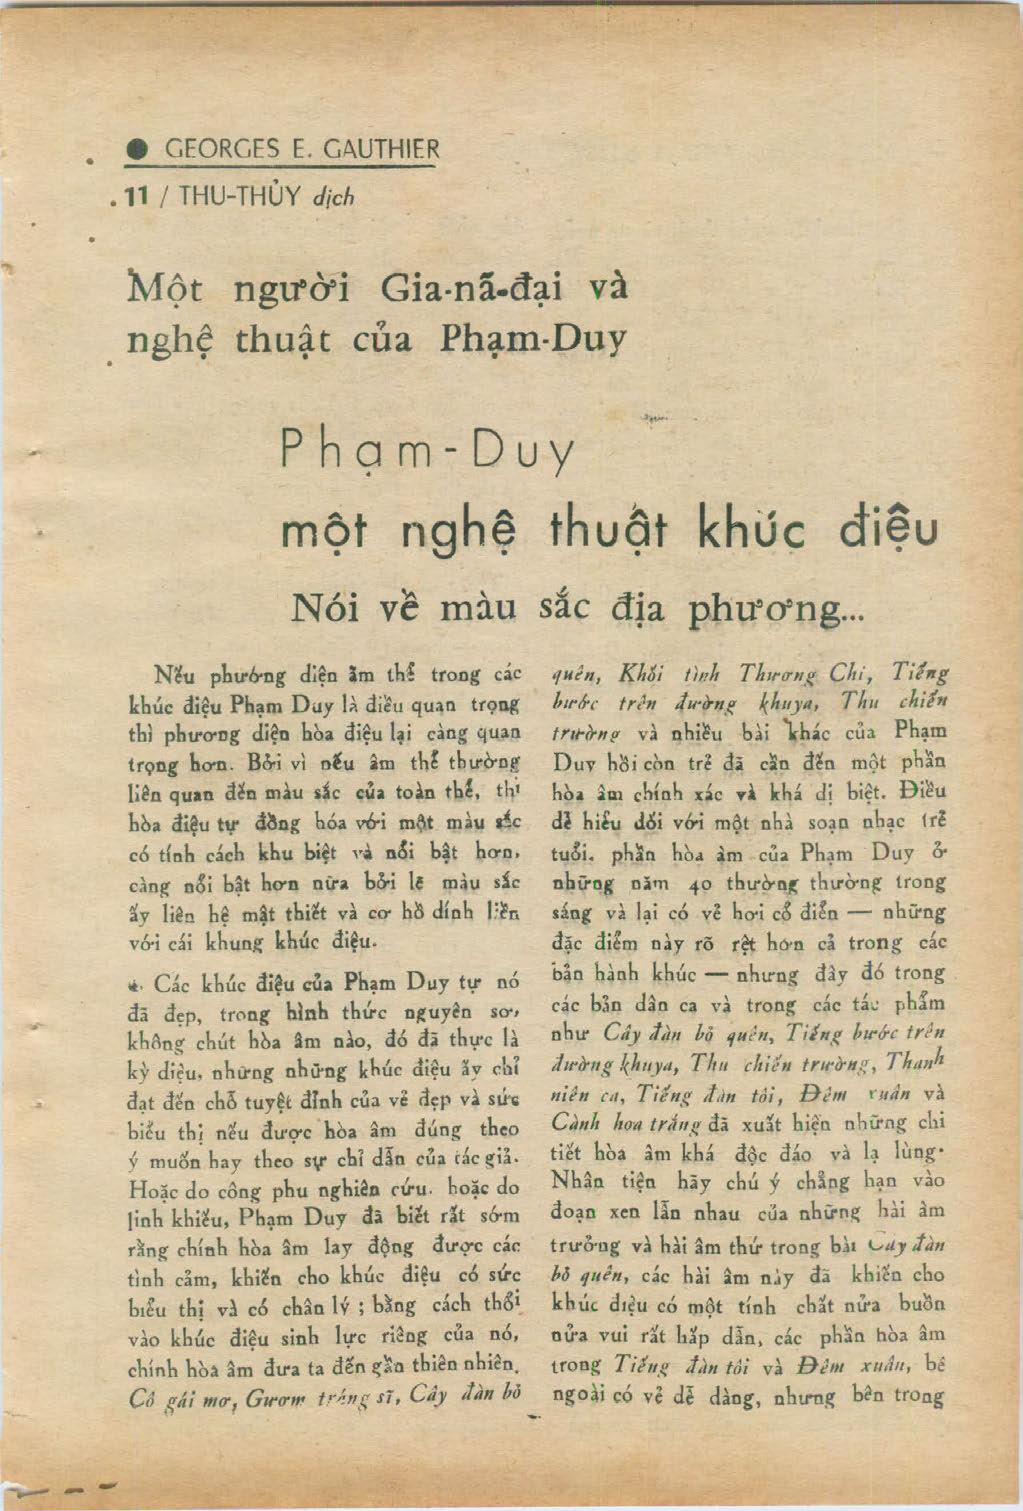 ● GEORGES E. GAUTHIER
11 / THU-THỦY dịch
Một người Gia-nã-đại và
nghệ thuật của Phạm-Duy
Phạm-Duy
một nghệ thuật khúc điệu
Nói về màu sắc địa phương...
Nếu phương diện âm thể trong các
khúc điệu Phạm Duy là điều quan trọng
thì phương diện hòa điệu lại càng quan
trọng hơn. Bởi vì nếu âm thể thường
liên quan đến màu sắc của toàn thể, thì
hòa điệu tự đồng hóa với một màu sắc
có tính cách khu biệt và nổi bật hơn,
càng nổi bật hơn nữa bởi lẽ màu sắc
ấy liên hệ mật thiết và cơ hồ dính liền
với cái khung khúc điệu.
Các khúc điệu của Phạm Duy tự nó
đã đẹp, trong hình thức nguyên sơ,
không chút hòa âm nào, đó đã thực là
kỳ diệu, nhưng những khúc điệu ấy chỉ
đạt đến chỗ tuyệt đỉnh của vẻ đẹp và sức
biểu thị nếu được hòa âm đúng theo
ý muốn hay theo sự chỉ dẫn của tác giả.
Hoặc do công phu nghiên cứu. hoặc do
linh khiếu, Phạm Duy đã biết rất sớm
rằng chính hòa âm lay động được các
tình cảm, khiến cho khúc điệu có sức
biểu thị và có chân lý ; bằng cách thổi
vào khúc điệu sinh lực riêng của nó,
chính hòa âm đưa ta đến gần thiên nhiên.
Cô gái mơ, Gươm tráng sĩ, Cây đàn bỏ
quên, Khối tình Thương Chi, Tiếng
bước trên đường khuya, Thu chiến
trường và nhiều bài khác của Phạm
Duy hồi còn trẻ đã cần đến một phần
hòa âm chính xác và khá dị biệt. Điều
dễ hiểu đối với một nhà soạn nhạc trẻ
tuổi. phần hòa âm của Phạm Duy ở
những năm 40 thường thường trong
sáng và lại có vẻ hơi cổ điển — những
đặc điểm này rõ rệt hơn cả trong các
bản hành khúc — nhưng đây đó trong
các bản dân ca và trong các tác phẩm
như Cây đàn bỏ quên, Tiếng bước trên
đường khuya, Thu chiến trường, Thanh
niên ca, Tiếng đàn tôi, Đêm xuân và
Cành hoa trắng đã xuất hiện những chi
tiết hòa âm khá độc đáo và lạ lùng.
Nhân tiện hãy chú ý chẳng hạn vào
đoạn xen lẫn nhau của những hài âm
trưởng và hài âm thứ trong bài Cây đàn
bỏ quên, các hài âm này đã khiến cho
khúc điệu có một tính chất nửa buồn
nửa vui rất hấp dẫn, các phần hòa âm
trong Tiếng đàn tôi và Đêm xuân, bề
ngoài có vẻ dễ dàng, nhưng bên trong